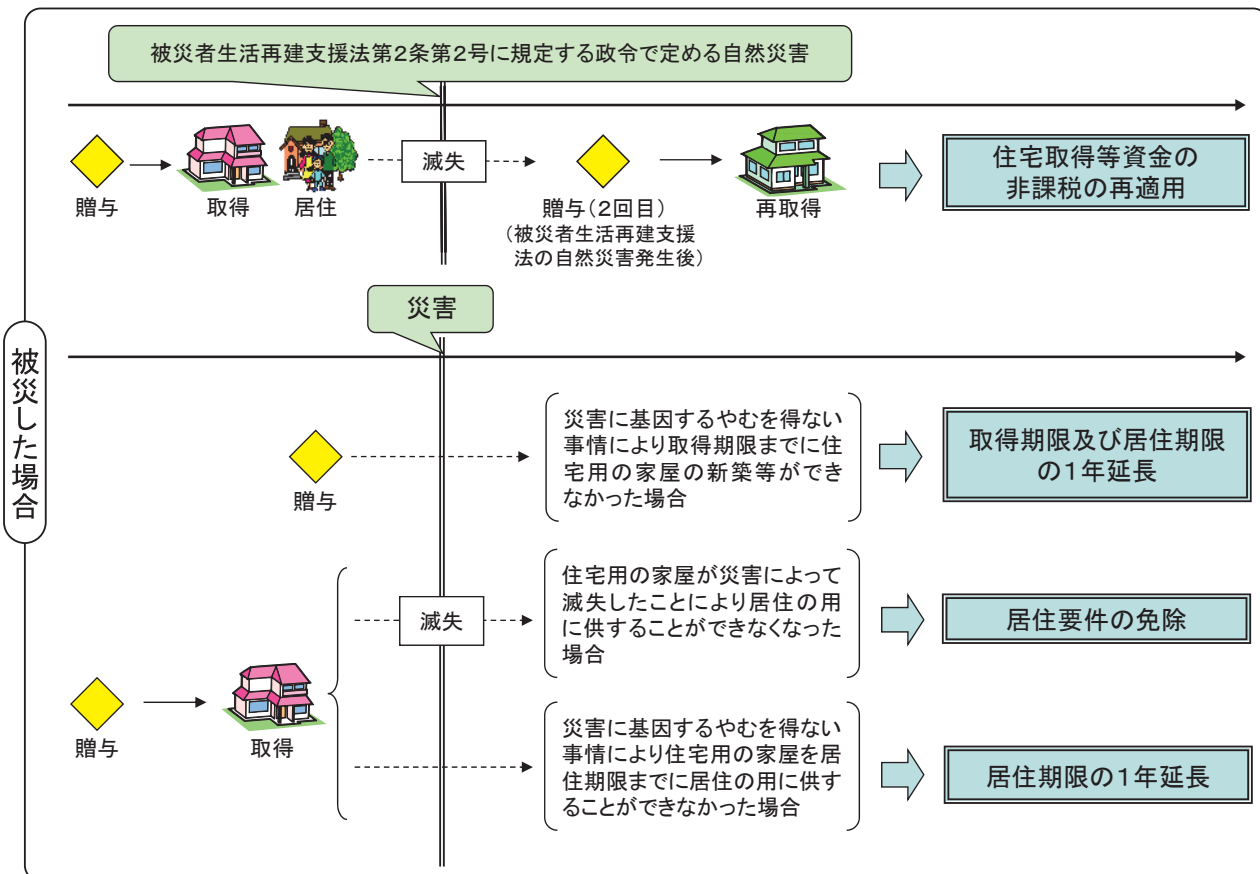 被災した場合
被災者生活再建支援法第2条第2号に規定する政令で定める自然災害
贈与
取得
居住
滅失
贈与(2回目)
(被災者生活再建支援
法の自然災害発生後)
再取得
住宅取得等資金の
非課税の再適用
災害
贈与
災害に基因するやむを得ない
事情により取得期限までに住
宅用の家屋の新築等ができ
なかった場合
取得期限及び居住期限
の1年延長
贈与
取得
滅失
住宅用の家屋が災害によって
滅失したことにより居住の用
に供することができなくなった
場合
居住要件の免除
災害に基因するやむを得ない
事情により住宅用の家屋を居
住期限までに居住の用に供す
ることができなかった場合
居住期限の1年延長